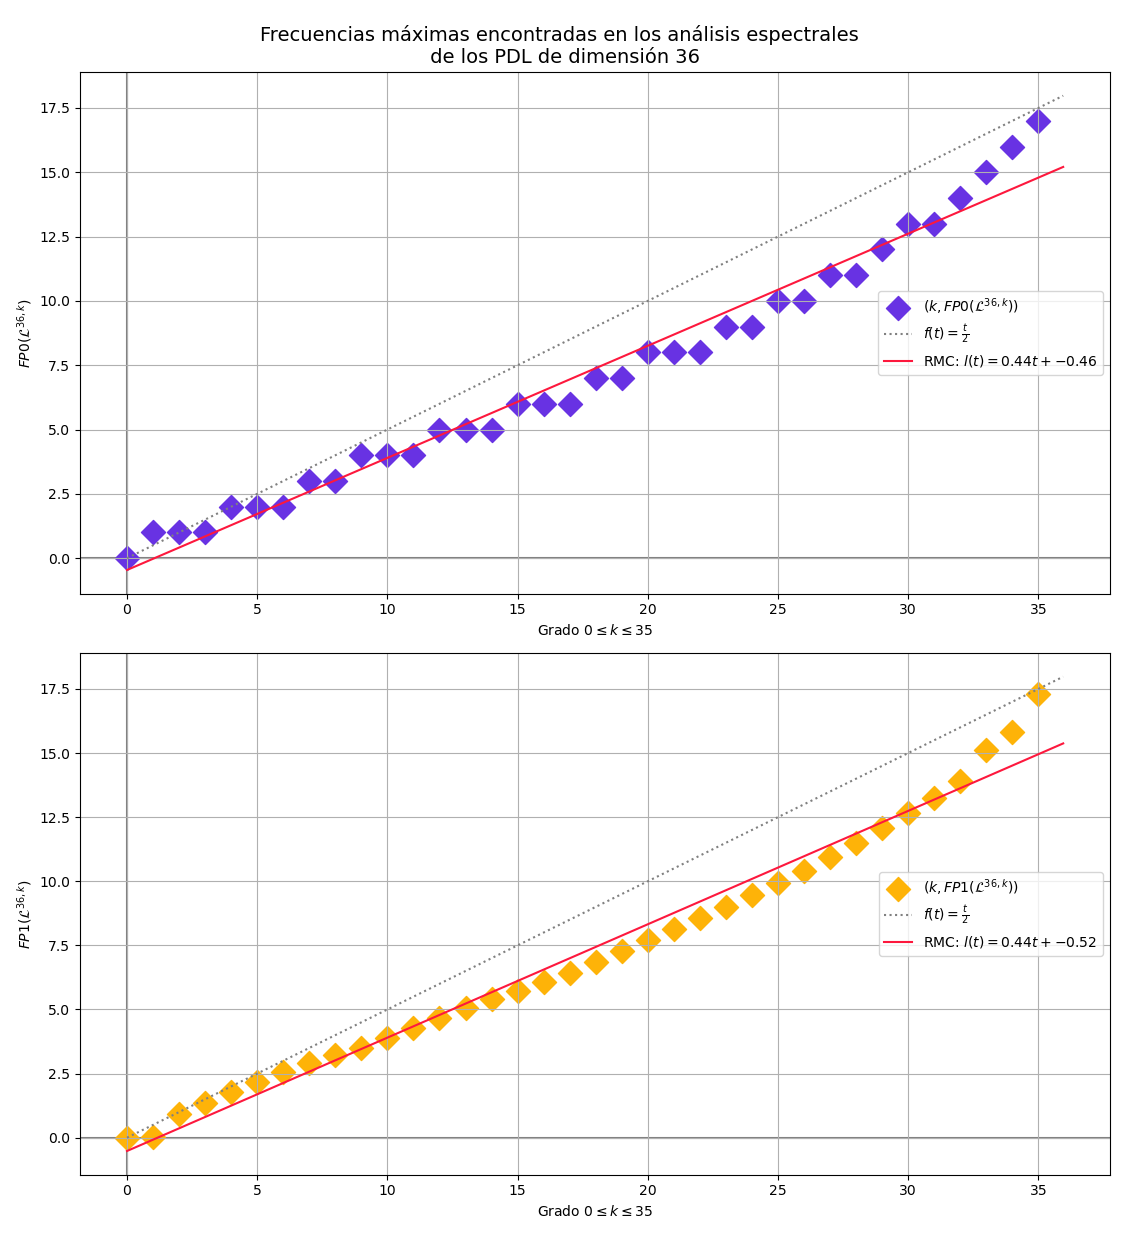 Frecuencias máximas encontradas en los análisis espectrales
de los PDL de dimensión 36
17.5
15.0
12.5
10.0
7.5
5.0
2.5
0.0
FP0(ℒ^{36,k})
(k, FP0(ℒ^{36,k}))
f(t) = t/2
RMC: l(t) = 0.44t + −0.46
0 5 10 15 20 25 30 35
Grado 0 ≤ k ≤ 35
17.5
15.0
12.5
10.0
7.5
5.0
2.5
0.0
FP1(ℒ^{36,k})
(k, FP1(ℒ^{36,k}))
f(t) = t/2
RMC: l(t) = 0.44t + −0.52
0 5 10 15 20 25 30 35
Grado 0 ≤ k ≤ 35